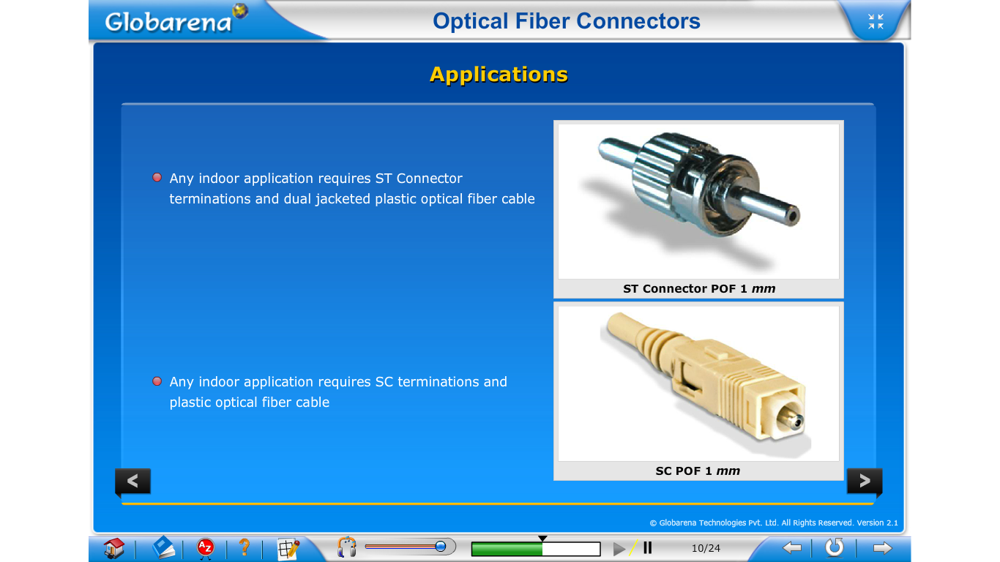 Globarena
Optical Fiber Connectors
Applications
Any indoor application requires ST Connector
terminations and dual jacketed plastic optical fiber cable
ST Connector POF 1 mm
Any indoor application requires SC terminations and
plastic optical fiber cable
SC POF 1 mm
<
>
© Globarena Technologies Pvt. Ltd. All Rights Reserved. Version 2.1
AZ
?
10/24